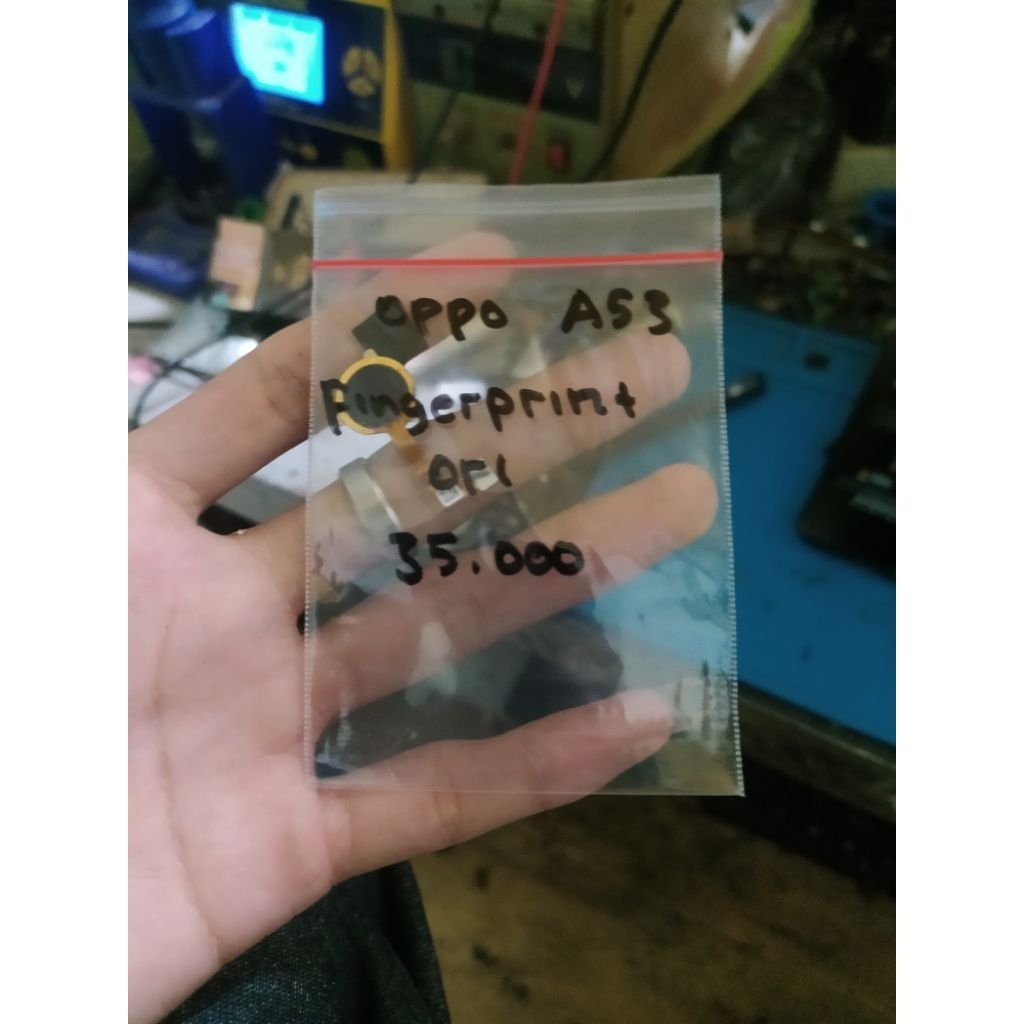 oppo A53
Fingerprint
ori
35.000